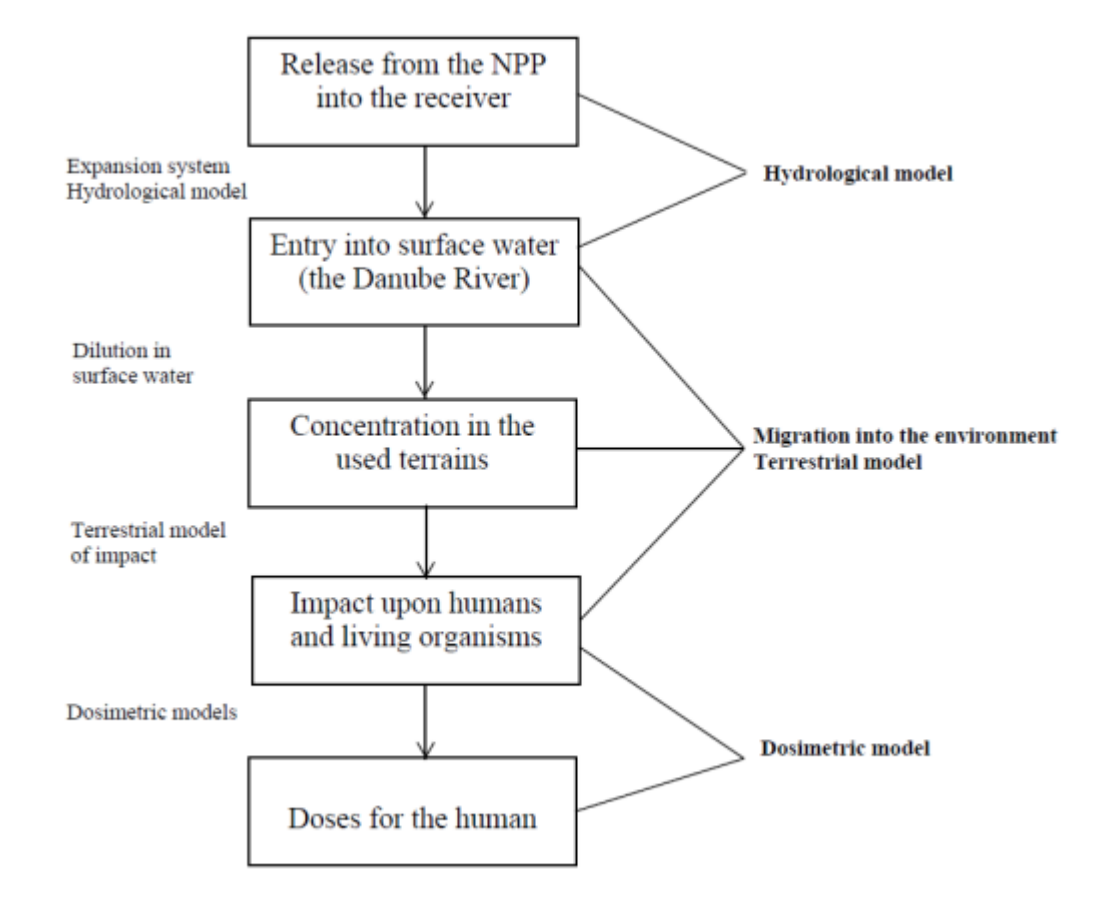 Release from the NPP
into the receiver
Expansion system
Hydrological model
Hydrological model
Entry into surface water
(the Danube River)
Dilution in
surface water
Concentration in the
used terrains
Migration into the environment
Terrestrial model
Terrestrial model
of impact
Impact upon humans
and living organisms
Dosimetric models
Dosimetric model
Doses for the human